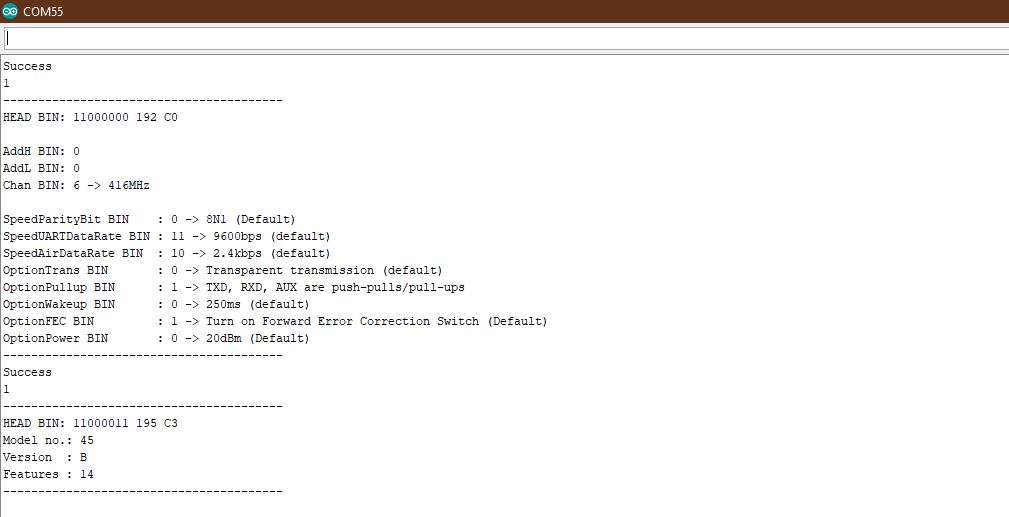 COM55
Success
1
----------------------------------------
HEAD BIN: 11000000 192 C0
AddH BIN: 0
AddL BIN: 0
Chan BIN: 6 -> 416MHz
SpeedParityBit BIN    : 0 -> 8N1 (Default)
SpeedUARTDataRate BIN : 11 -> 9600bps (default)
SpeedAirDataRate BIN  : 10 -> 2.4kbps (default)
OptionTrans BIN       : 0 -> Transparent transmission (default)
OptionPullup BIN      : 1 -> TXD, RXD, AUX are push-pulls/pull-ups
OptionWakeup BIN      : 0 -> 250ms (default)
OptionFEC BIN         : 1 -> Turn on Forward Error Correction Switch (Default)
OptionPower BIN       : 0 -> 20dBm (Default)
----------------------------------------
Success
1
----------------------------------------
HEAD BIN: 11000011 195 C3
Model no.: 45
Version  : B
Features : 14
----------------------------------------